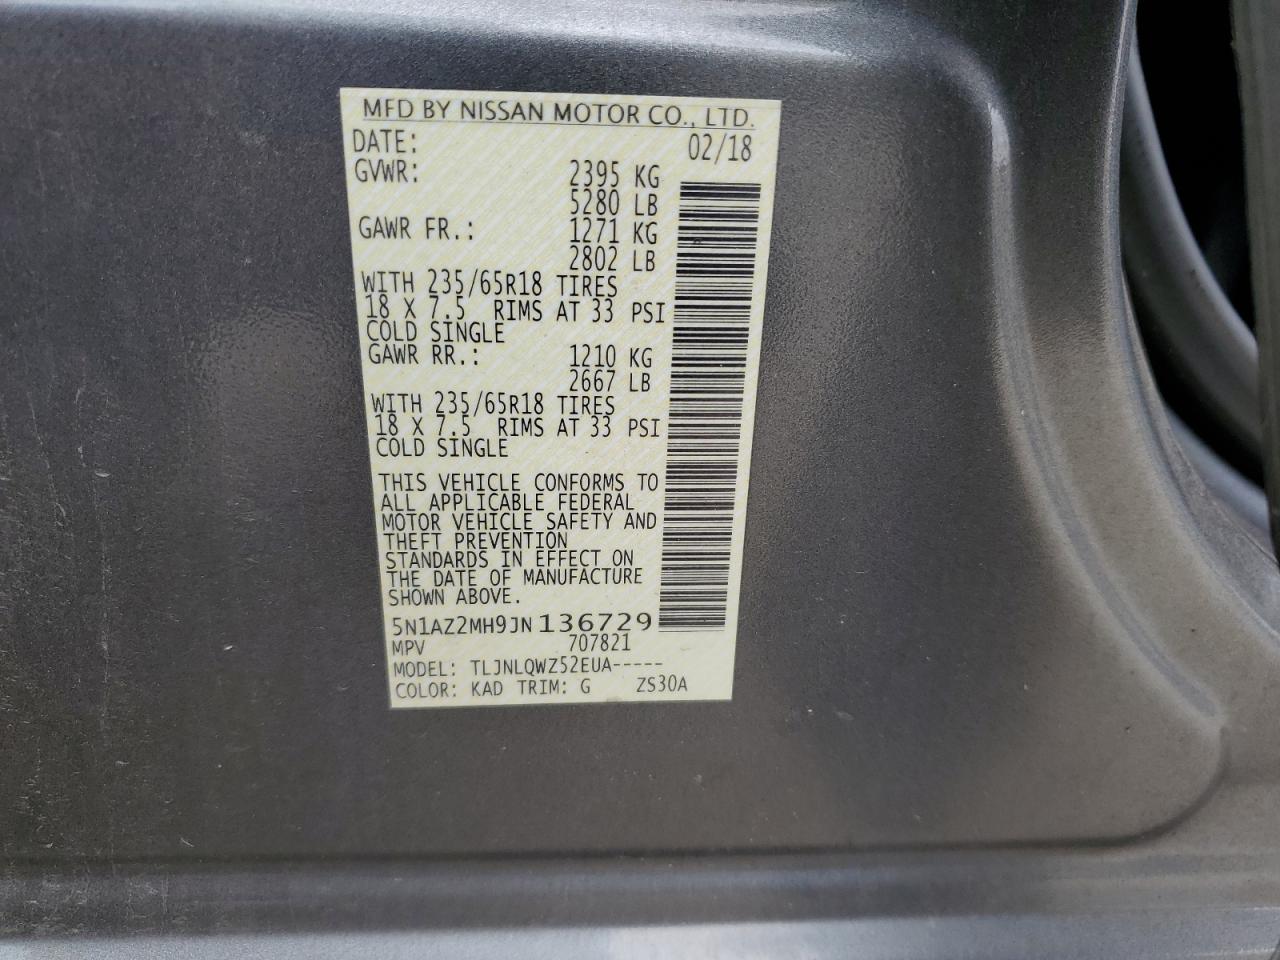 MFD BY NISSAN MOTOR CO., LTD.
DATE: 02/18
GVWR: 2395 KG
5280 LB
GAWR FR.: 1271 KG
2802 LB
WITH 235/65R18 TIRES
18 X 7.5 RIMS AT 33 PSI
COLD SINGLE
GAWR RR.: 1210 KG
2667 LB
WITH 235/65R18 TIRES
18 X 7.5 RIMS AT 33 PSI
COLD SINGLE
THIS VEHICLE CONFORMS TO
ALL APPLICABLE FEDERAL
MOTOR VEHICLE SAFETY AND
THEFT PREVENTION
STANDARDS IN EFFECT ON
THE DATE OF MANUFACTURE
SHOWN ABOVE.
5N1AZ2MH9JN136729
MPV 707821
MODEL: TLJNLQWZ52EUA-----
COLOR: KAD TRIM: G ZS30A